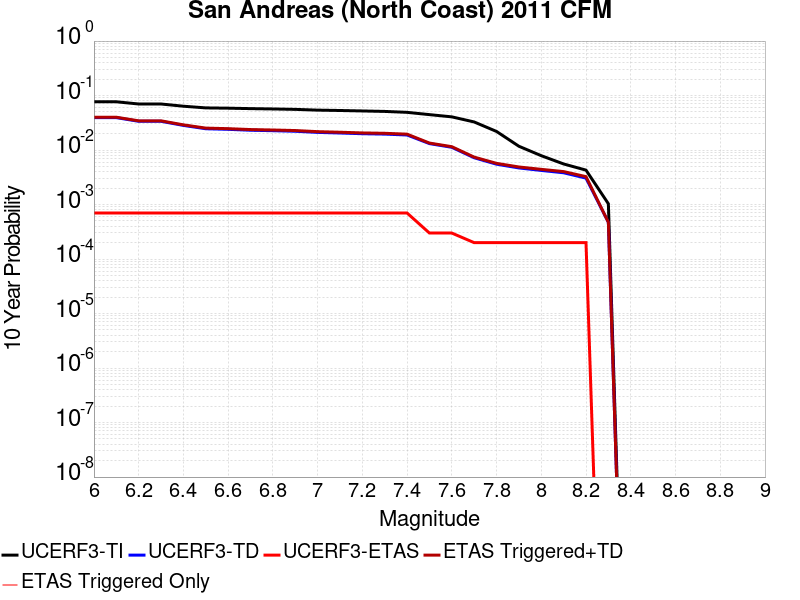 San Andreas (North Coast) 2011 CFM
10 0
10 -1
10 -2
10 -3
10 -4
10 -5
10 -6
10 -7
10 -8
10 Year Probability
6 6.2 6.4 6.6 6.8 7 7.2 7.4 7.6 7.8 8 8.2 8.4 8.6 8.8 9
Magnitude
UCERF3-TI UCERF3-TD UCERF3-ETAS ETAS Triggered+TD
ETAS Triggered Only